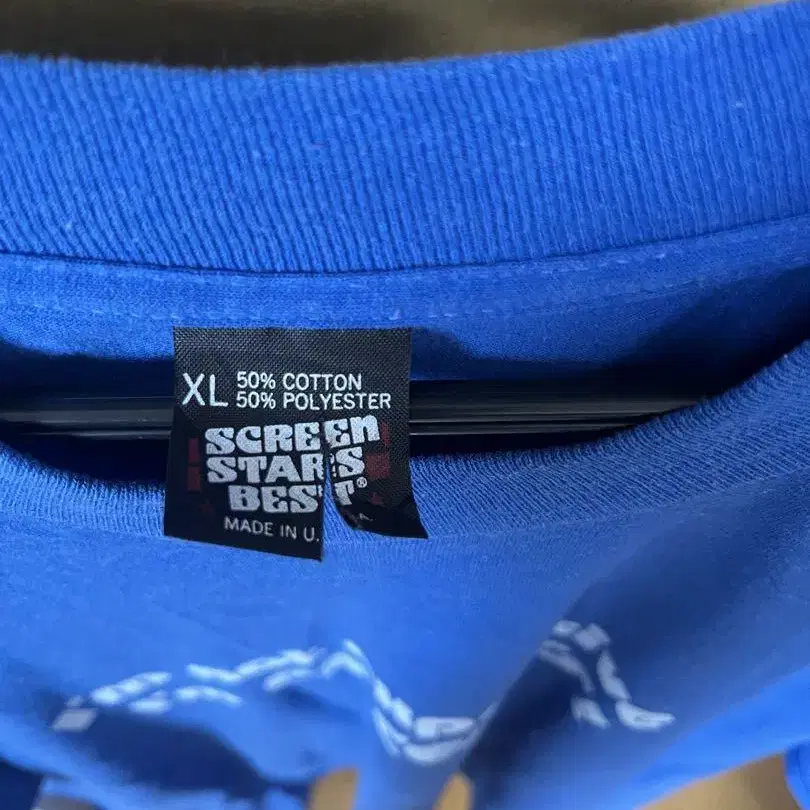 XL 50% COTTON
50% POLYESTER
SCREEN
STARS
BEST®
MADE IN U.